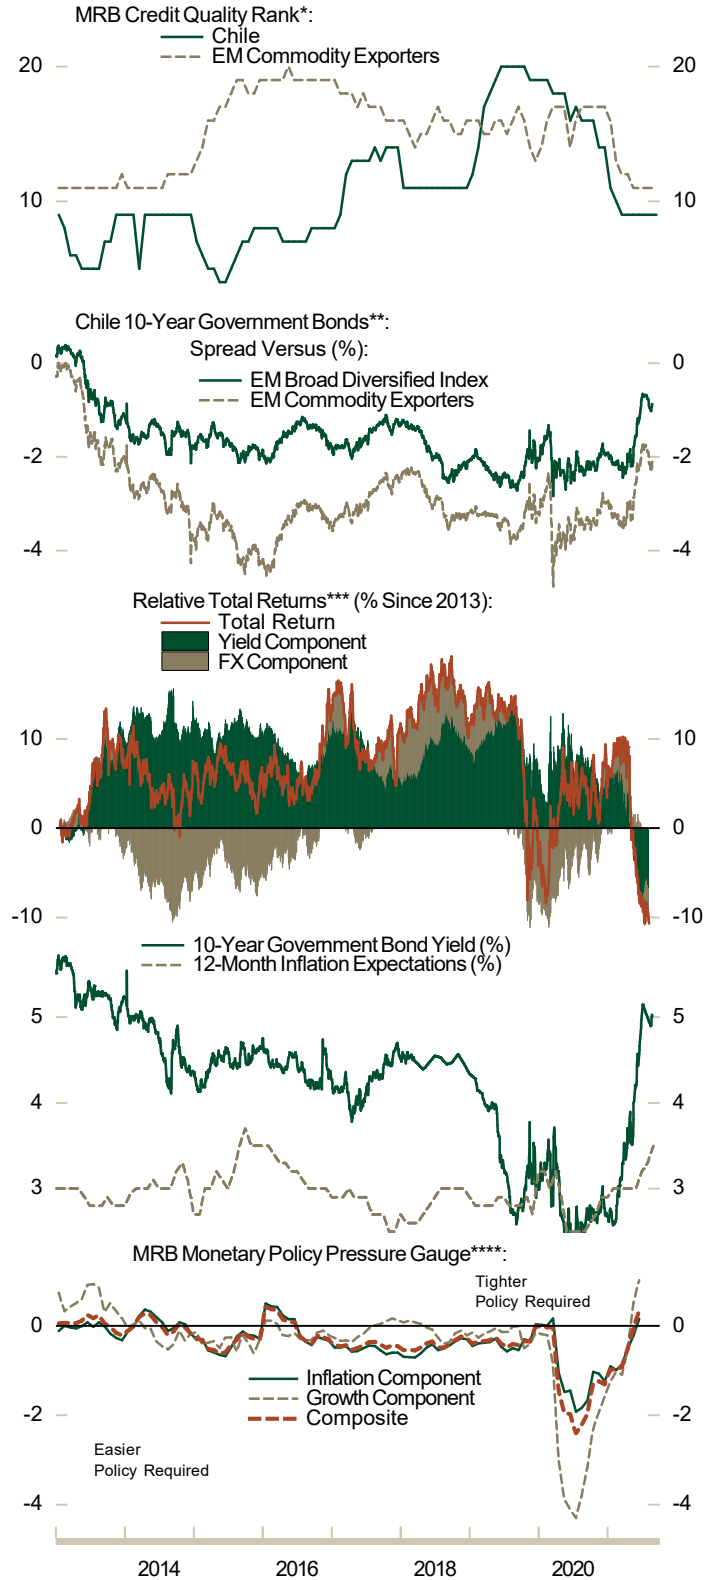 MRB Credit Quality Rank*:
Chile
EM Commodity Exporters
20 20
10 10
Chile 10-Year Government Bonds**:
Spread Versus (%):
0 0
EM Broad Diversified Index
EM Commodity Exporters
-2 -2
-4 -4
Relative Total Returns*** (% Since 2013):
Total Return
Yield Component
FX Component
10 10
0 0
-10 -10
10-Year Government Bond Yield (%)
12-Month Inflation Expectations (%)
5 5
4 4
3 3
MRB Monetary Policy Pressure Gauge****:
Tighter
Policy Required
0 0
Inflation Component
Growth Component
Composite
-2 -2
Easier
Policy Required
-4 -4
2014 2016 2018 2020